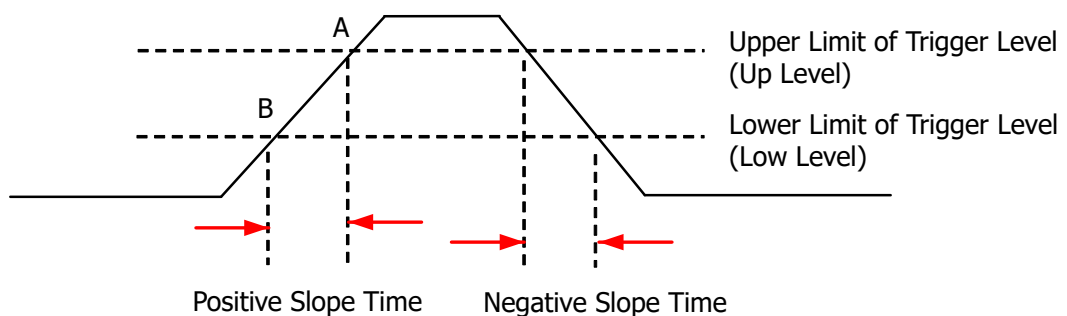 A
Upper Limit of Trigger Level
(Up Level)
B
Lower Limit of Trigger Level
(Low Level)
Positive Slope Time
Negative Slope Time